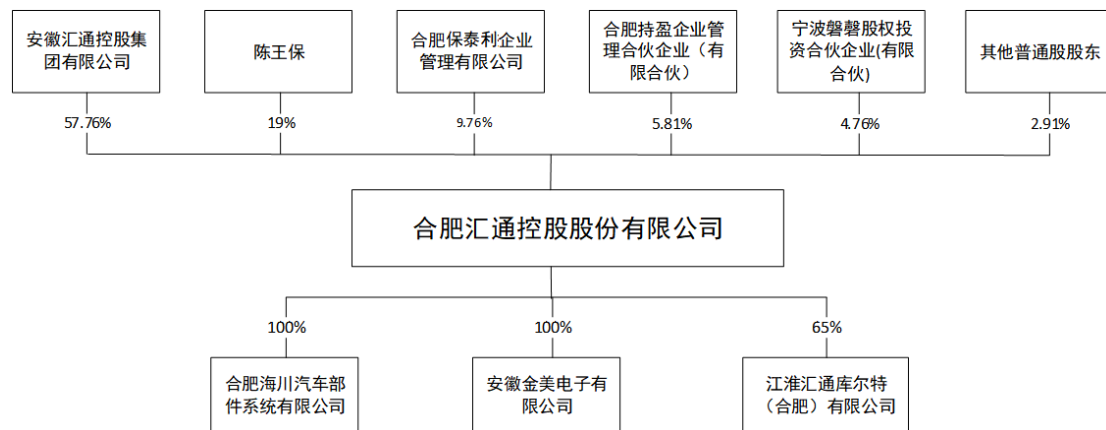 安徽汇通控股集
团有限公司
陈王保
合肥保泰利企业
管理有限公司
合肥持盈企业管
理合伙企业（有
限合伙）
宁波磐磬股权投
资合伙企业(有限
合伙)
其他普通股股东
57.76%
19%
9.76%
5.81%
4.76%
2.91%
合肥汇通控股股份有限公司
100%
100%
65%
合肥海川汽车部
件系统有限公司
安徽金美电子有
限公司
江淮汇通库尔特
（合肥）有限公司